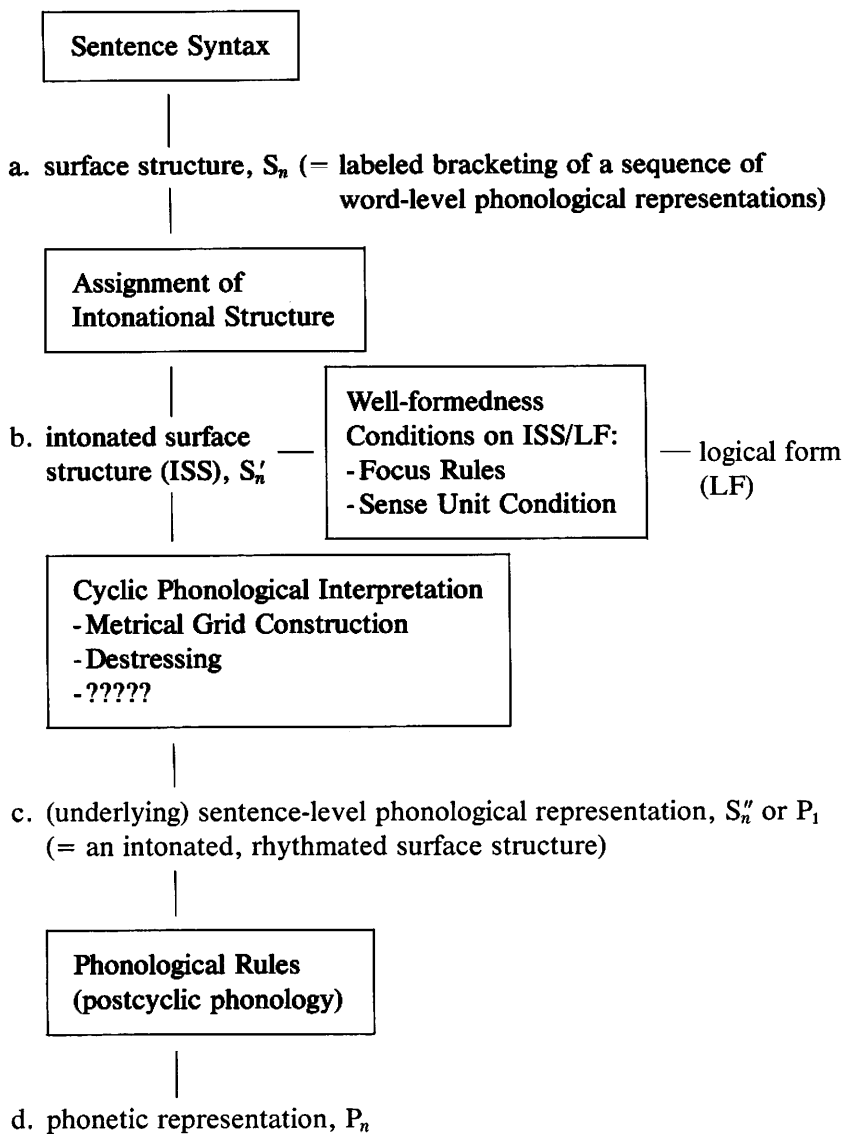 Sentence Syntax
a. surface structure, Sₙ (= labeled bracketing of a sequence of
word-level phonological representations)
Assignment of
Intonational Structure
b. intonated surface
structure (ISS), S′ₙ
Well-formedness
Conditions on ISS/LF:
-Focus Rules
-Sense Unit Condition
logical form
(LF)
Cyclic Phonological Interpretation
-Metrical Grid Construction
-Destressing
-?????
c. (underlying) sentence-level phonological representation, S″ₙ or P₁
(= an intonated, rhythmated surface structure)
Phonological Rules
(postcyclic phonology)
d. phonetic representation, Pₙ